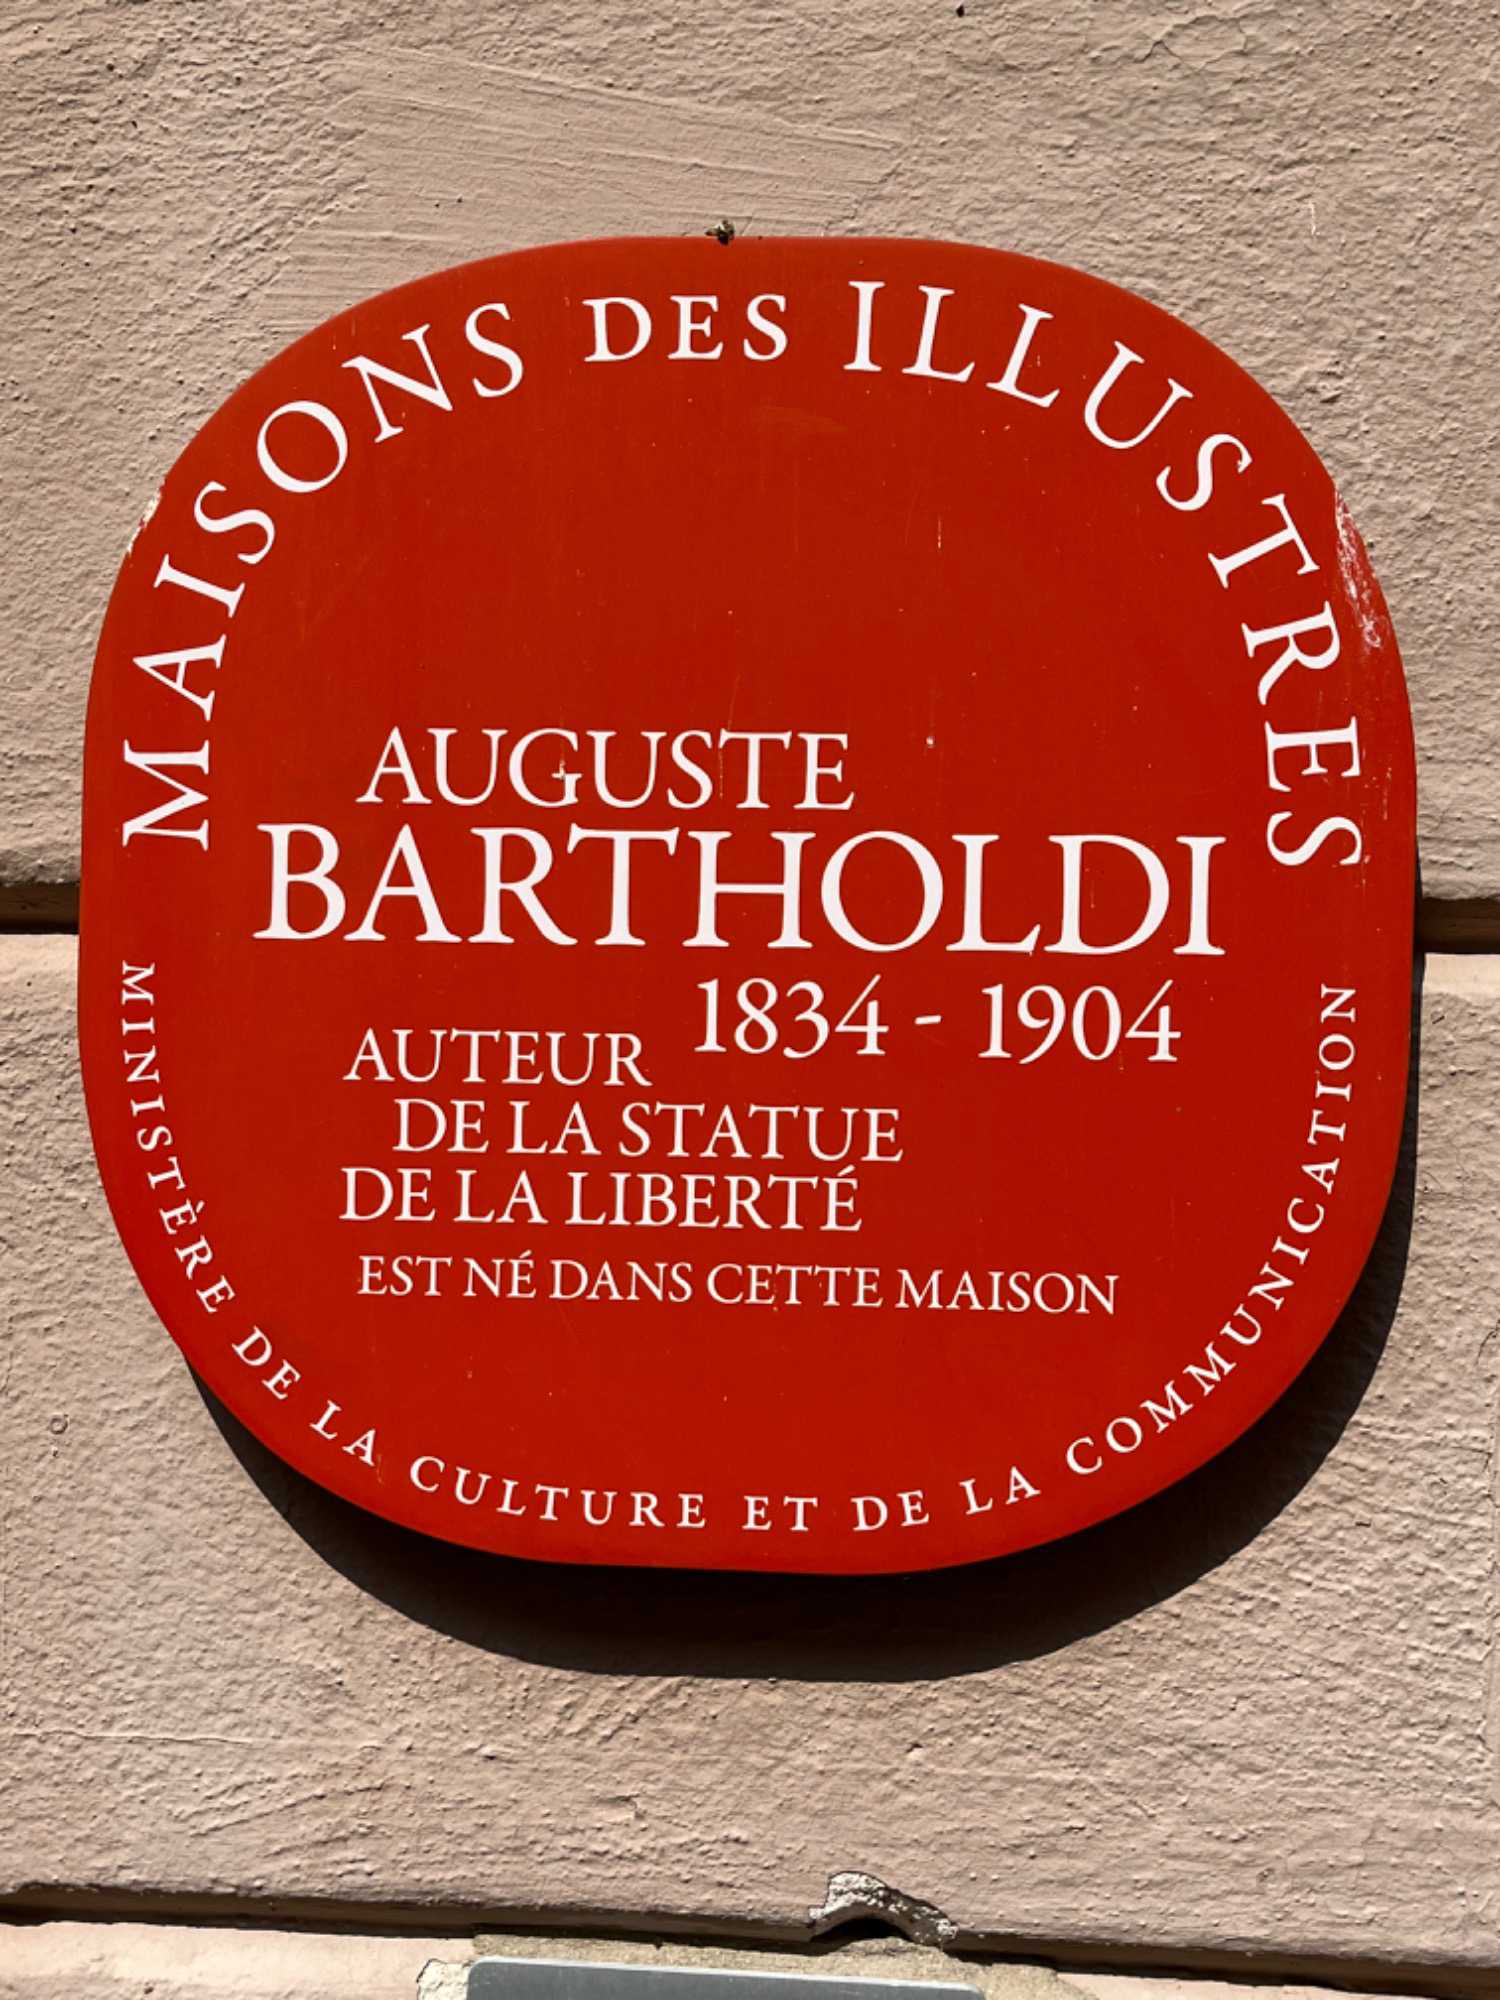 MAISONS DES ILLUSTRES
AUGUSTE
BARTHOLDI
1834 - 1904
AUTEUR
DE LA STATUE
DE LA LIBERTÉ
EST NÉ DANS CETTE MAISON
MINISTÈRE DE LA CULTURE ET DE LA COMMUNICATION